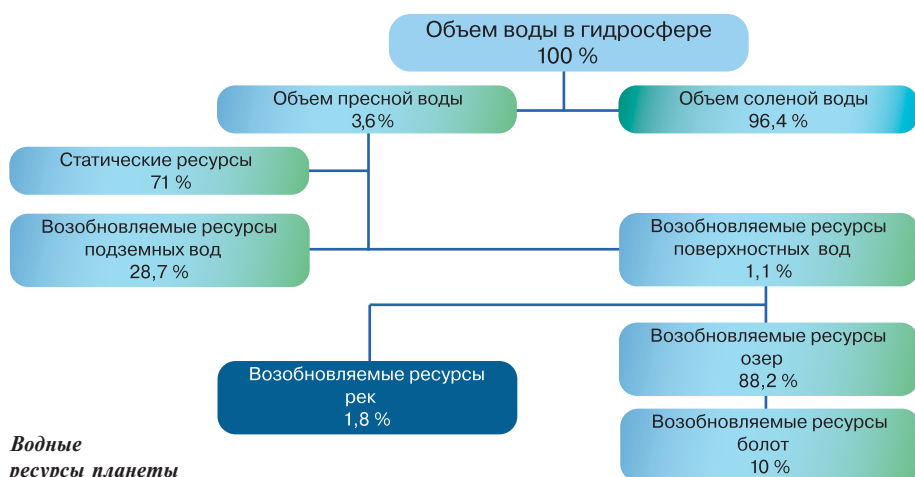 Объем воды в гидросфере
100 %
Объем пресной воды
3,6 %
Объем соленой воды
96,4 %
Статические ресурсы
71 %
Возобновляемые ресурсы
подземных вод
28,7 %
Возобновляемые ресурсы
поверхностных вод
1,1 %
Возобновляемые ресурсы
рек
1,8 %
Возобновляемые ресурсы
озер
88,2 %
Возобновляемые ресурсы
болот
10 %
Водные
ресурсы планеты